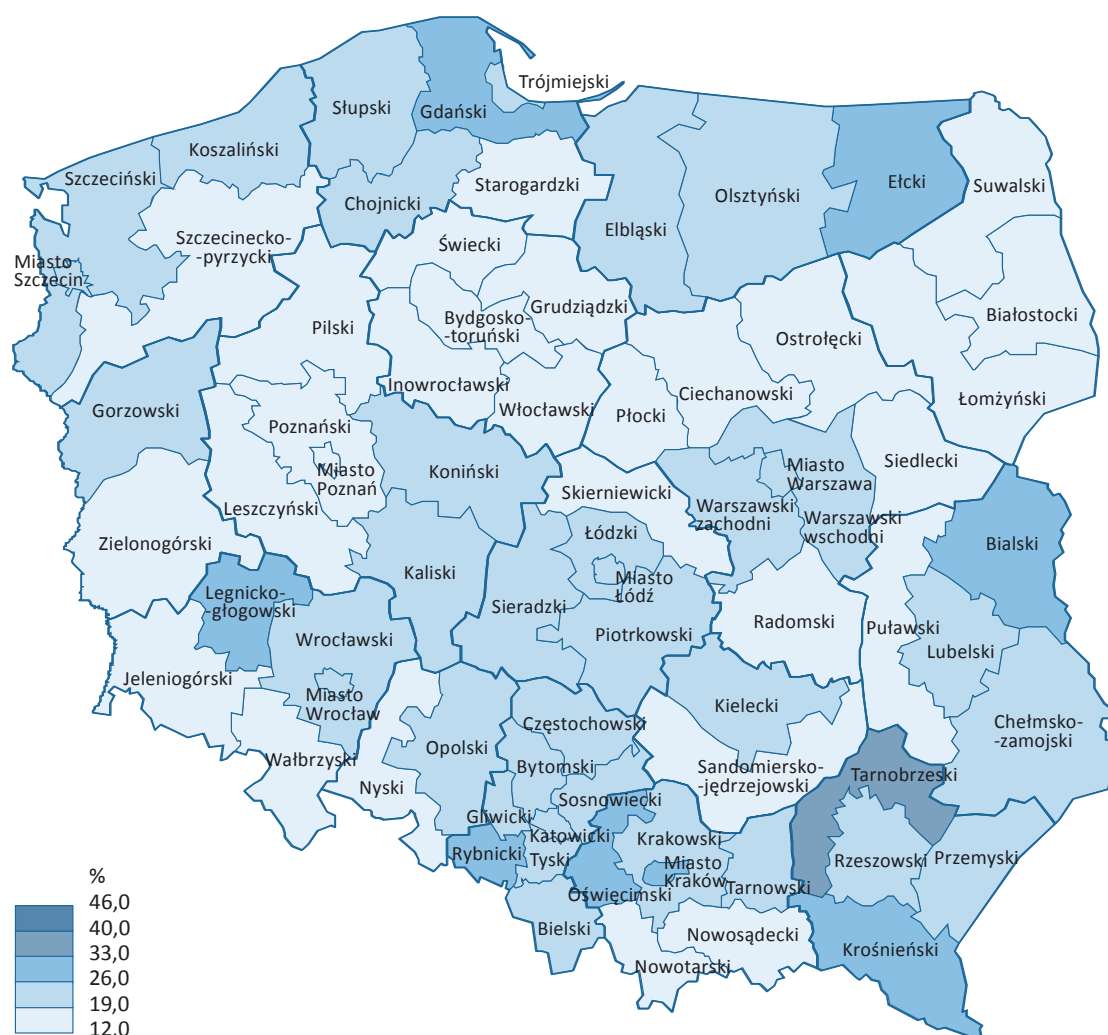 Trójmiejski
Słupski
Gdański
Koszaliński
Szczeciński
Starogardzki
Ełcki
Suwalski
Chojnicki
Olsztyński
Elbląski
Szczecinecko-
-pyrzycki
Świecki
Miasto
Szczecin
Grudziądzki
Bydgosko-
-toruński
Białostocki
Pilski
Ostrołęcki
Inowrocławski
Włocławski
Płocki
Ciechanowski
Łomżyński
Gorzowski
Poznański
Miasto
Poznań
Koniński
Miasto
Warszawa
Siedlecki
Skierniewicki
Leszczyński
Warszawski
zachodni
Warszawski
wschodni
Zielonogórski
Łódzki
Bialski
Kaliski
Miasto
Łódź
Legnicko-
-głogowski
Sieradzki
Wrocławski
Piotrkowski
Radomski
Puławski
Lubelski
Jeleniogórski
Miasto
Wrocław
Kielecki
Częstochowski
Chełmsko-
-zamojski
Opolski
Wałbrzyski
Bytomski
Sandomiersko-
-jędrzejowski
Tarnobrzeski
Nyski
Sosnowiecki
Gliwicki
Katowicki
Krakowski
Rybnicki
Tyski
Miasto
Kraków
Rzeszowski
Przemyski
Oświęcimski
Tarnowski
Bielski
Nowosądecki
Krośnieński
Nowotarski
%
46,0
40,0
33,0
26,0
19,0
12,0